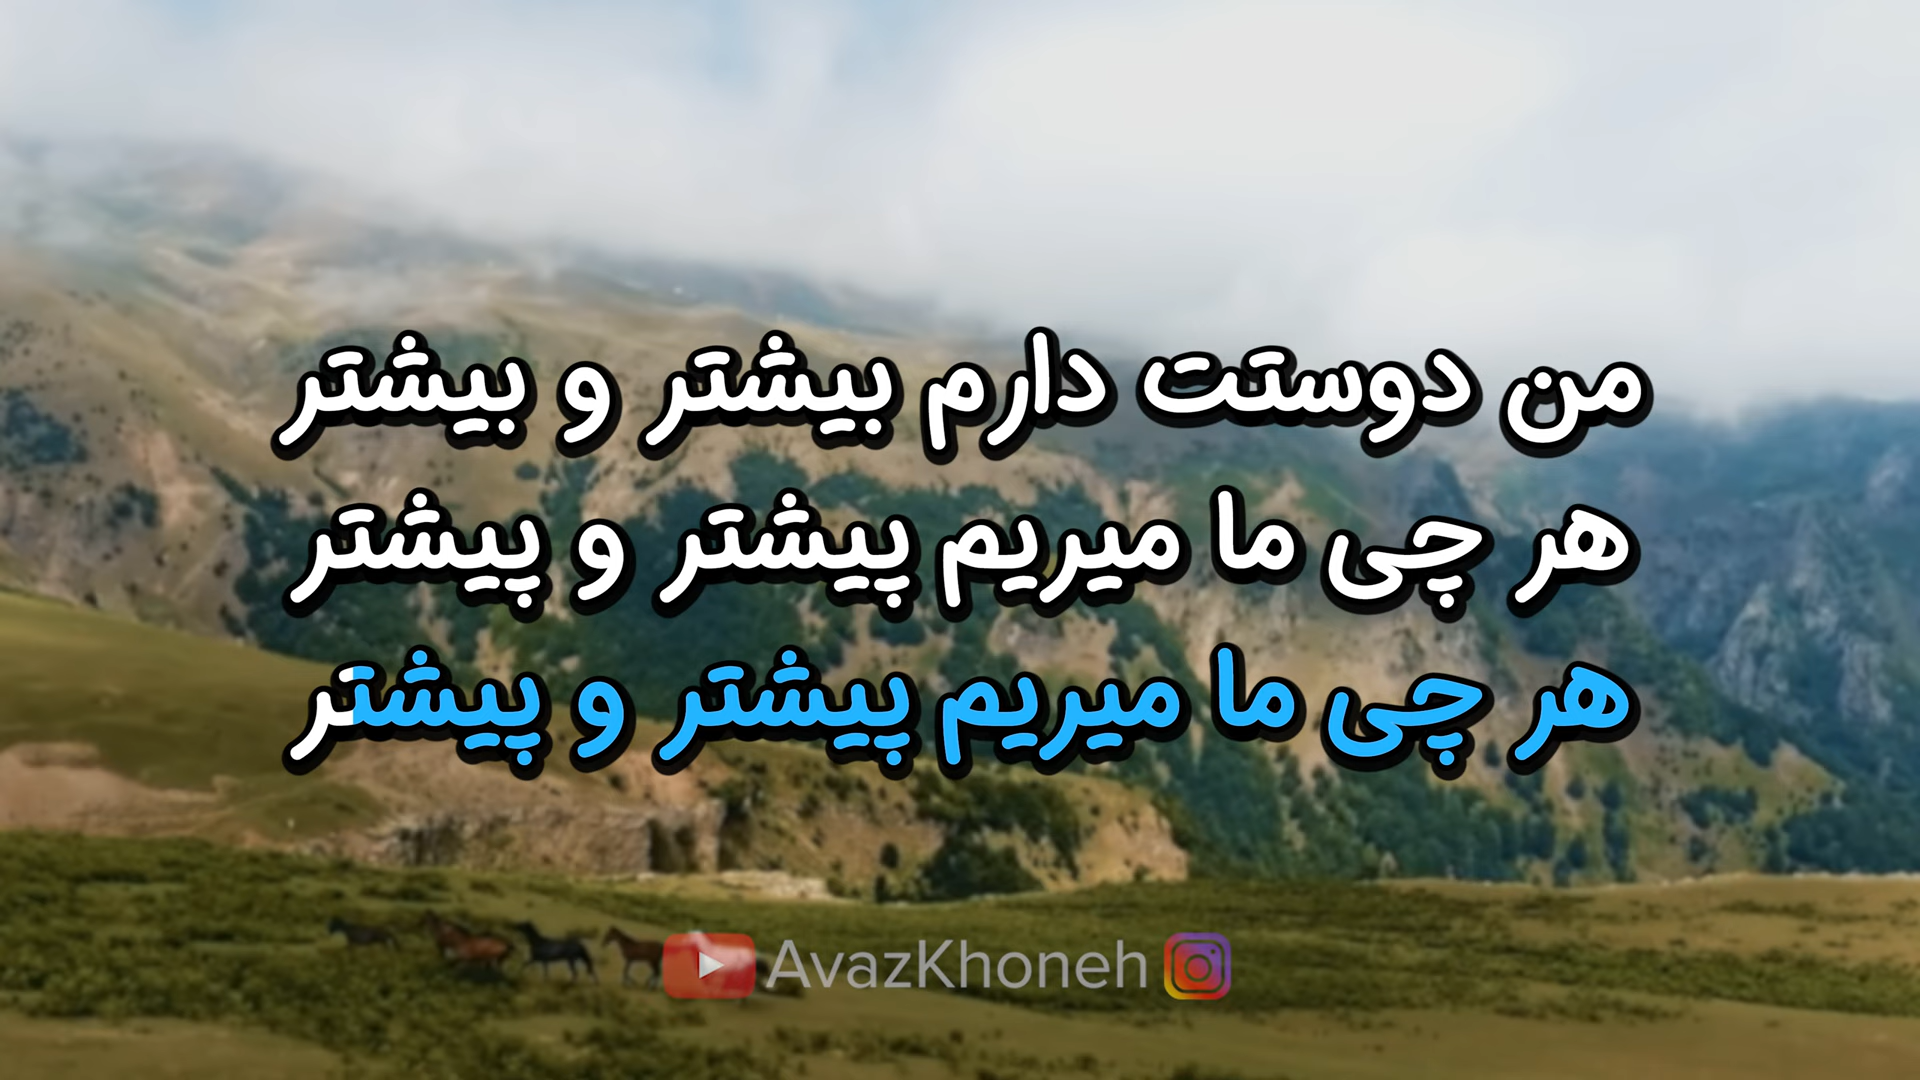 من دوستت دارم بیشتر و بیشتر
هر چی ما میریم پیشتر و پیشتر
هر چی ما میریم پیشتر و پیشتر
AvazKhoneh